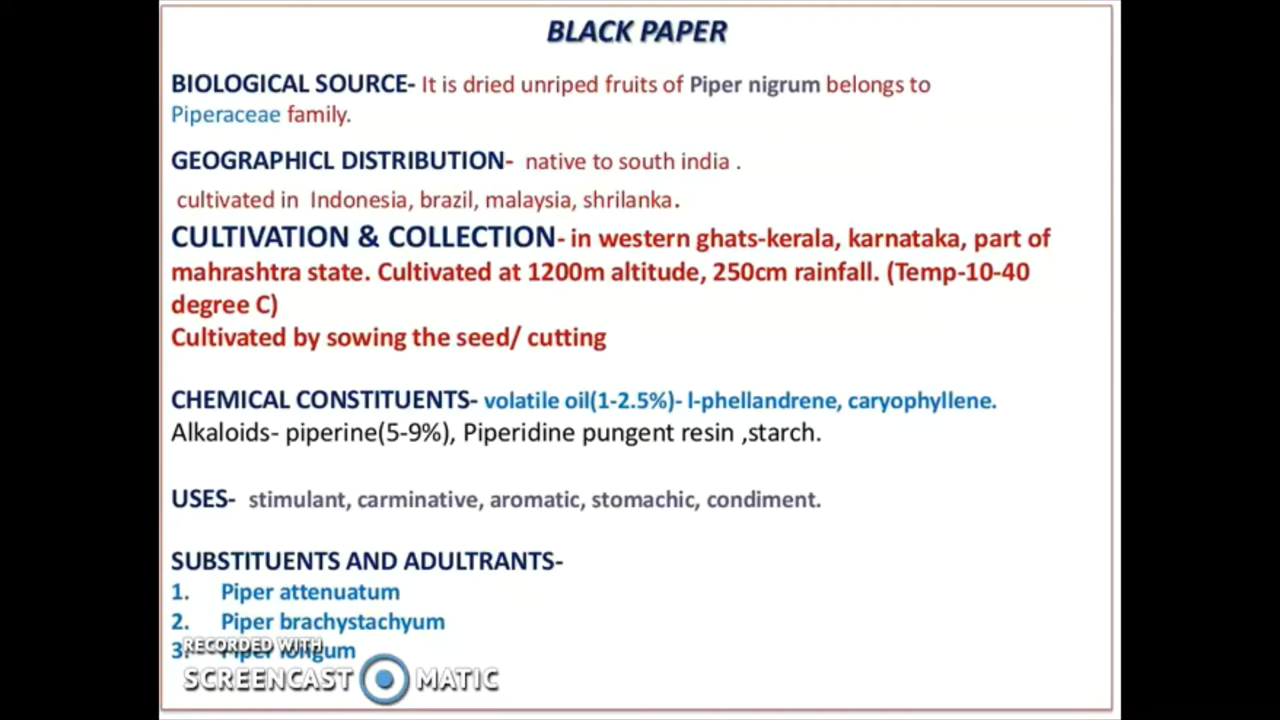 BLACK PAPER
BIOLOGICAL SOURCE- It is dried unriped fruits of Piper nigrum belongs to
Piperaceae family.
GEOGRAPHICL DISTRIBUTION- native to south india .
cultivated in Indonesia, brazil, malaysia, shrilanka.
CULTIVATION & COLLECTION- in western ghats-kerala, karnataka, part of
mahrashtra state. Cultivated at 1200m altitude, 250cm rainfall. (Temp-10-40
degree C)
Cultivated by sowing the seed/ cutting
CHEMICAL CONSTITUENTS- volatile oil(1-2.5%)- l-phellandrene, caryophyllene.
Alkaloids- piperine(5-9%), Piperidine pungent resin ,starch.
USES- stimulant, carminative, aromatic, stomachic, condiment.
SUBSTITUENTS AND ADULTRANTS-
1. Piper attenuatum
2. Piper brachystachyum
3. Piper longum
RECORDED WITH
SCREENCAST MATIC